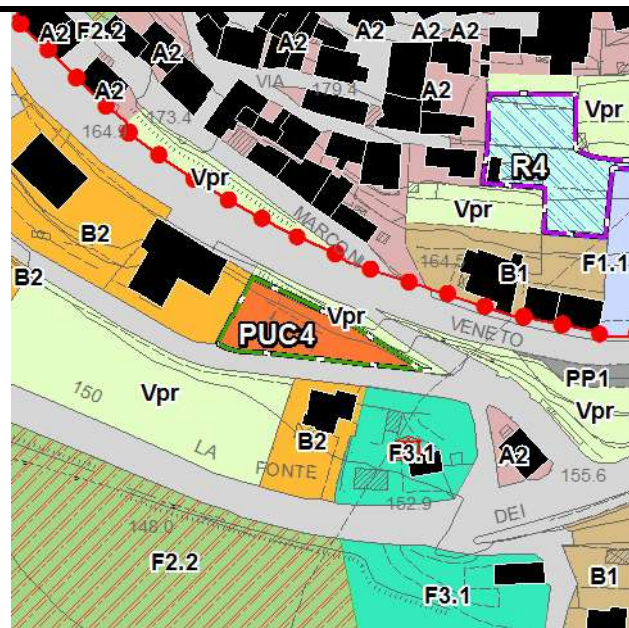 A2 F2.2 A2 A2 A2
A2
VIA 179.4 A2
173.4
164.9
Vpr
R4
Vpr
Vpr
MARCONI
B2
164.5
B1
F1.1
B2
Vpr
PUC4
VENETO
PP1
Vpr
150
Vpr
LA
B2
FONTE
F3.1
A2
155.6
152.9
DEI
148.0
F2.2
F3.1
B1